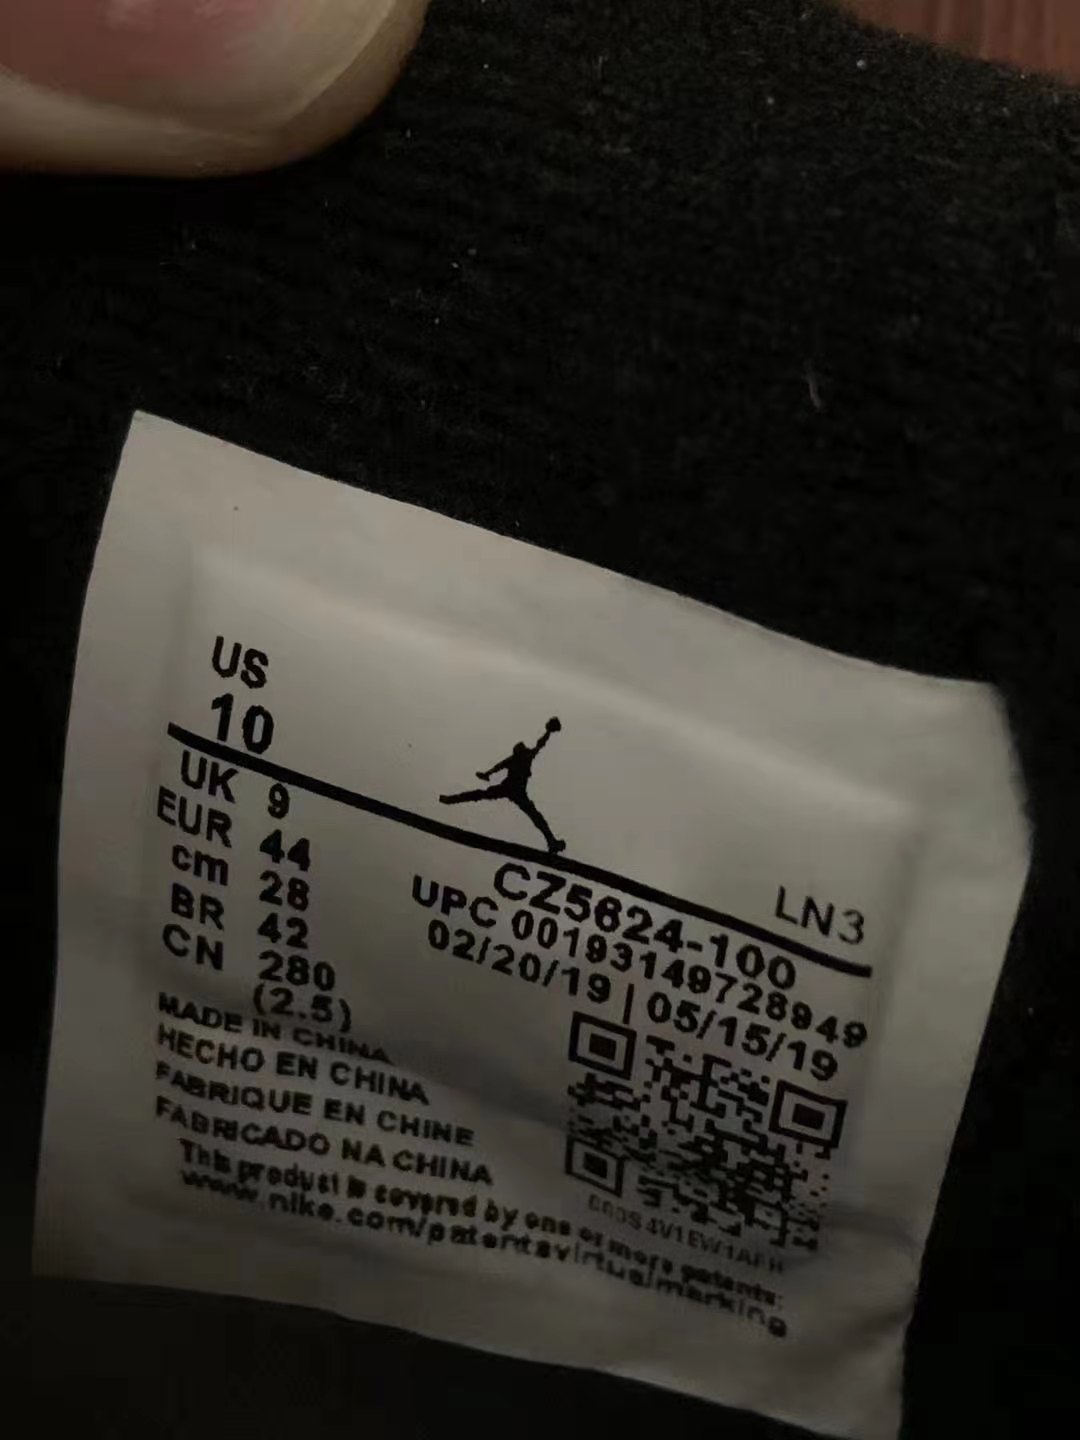 US
10
UK 9
EUR 44
cm 28
BR 42
CN 280
(2.5)
LN3
CZ5624-100
UPC 00193149728949
02/20/19 | 05/15/19
MADE IN CHINA
HECHO EN CHINA
FABRIQUE EN CHINE
FABRICADO NA CHINA
This product is covered by one or more patents:
www.nike.com/patentsvirtualmarking